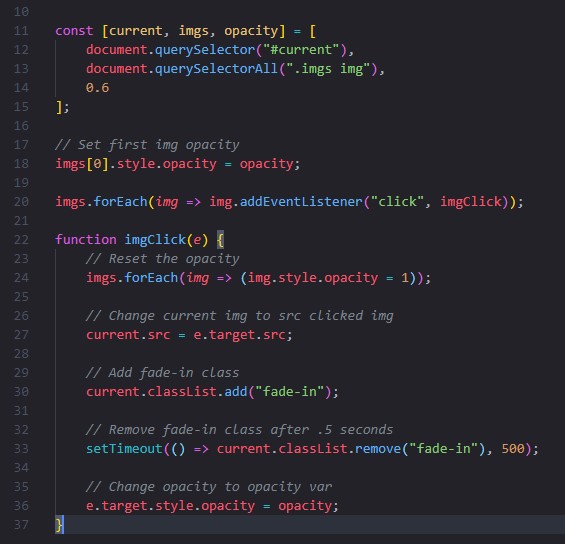 10
11 const [current, imgs, opacity] = [
12     document.querySelector("#current"),
13     document.querySelectorAll(".imgs img"),
14     0.6
15 ];
16
17 // Set first img opacity
18 imgs[0].style.opacity = opacity;
19
20 imgs.forEach(img => img.addEventListener("click", imgClick));
21
22 function imgClick(e) {
23     // Reset the opacity
24     imgs.forEach(img => (img.style.opacity = 1));
25
26     // Change current img to src clicked img
27     current.src = e.target.src;
28
29     // Add fade-in class
30     current.classList.add("fade-in");
31
32     // Remove fade-in class after .5 seconds
33     setTimeout(() => current.classList.remove("fade-in"), 500);
34
35     // Change opacity to opacity var
36     e.target.style.opacity = opacity;
37 }